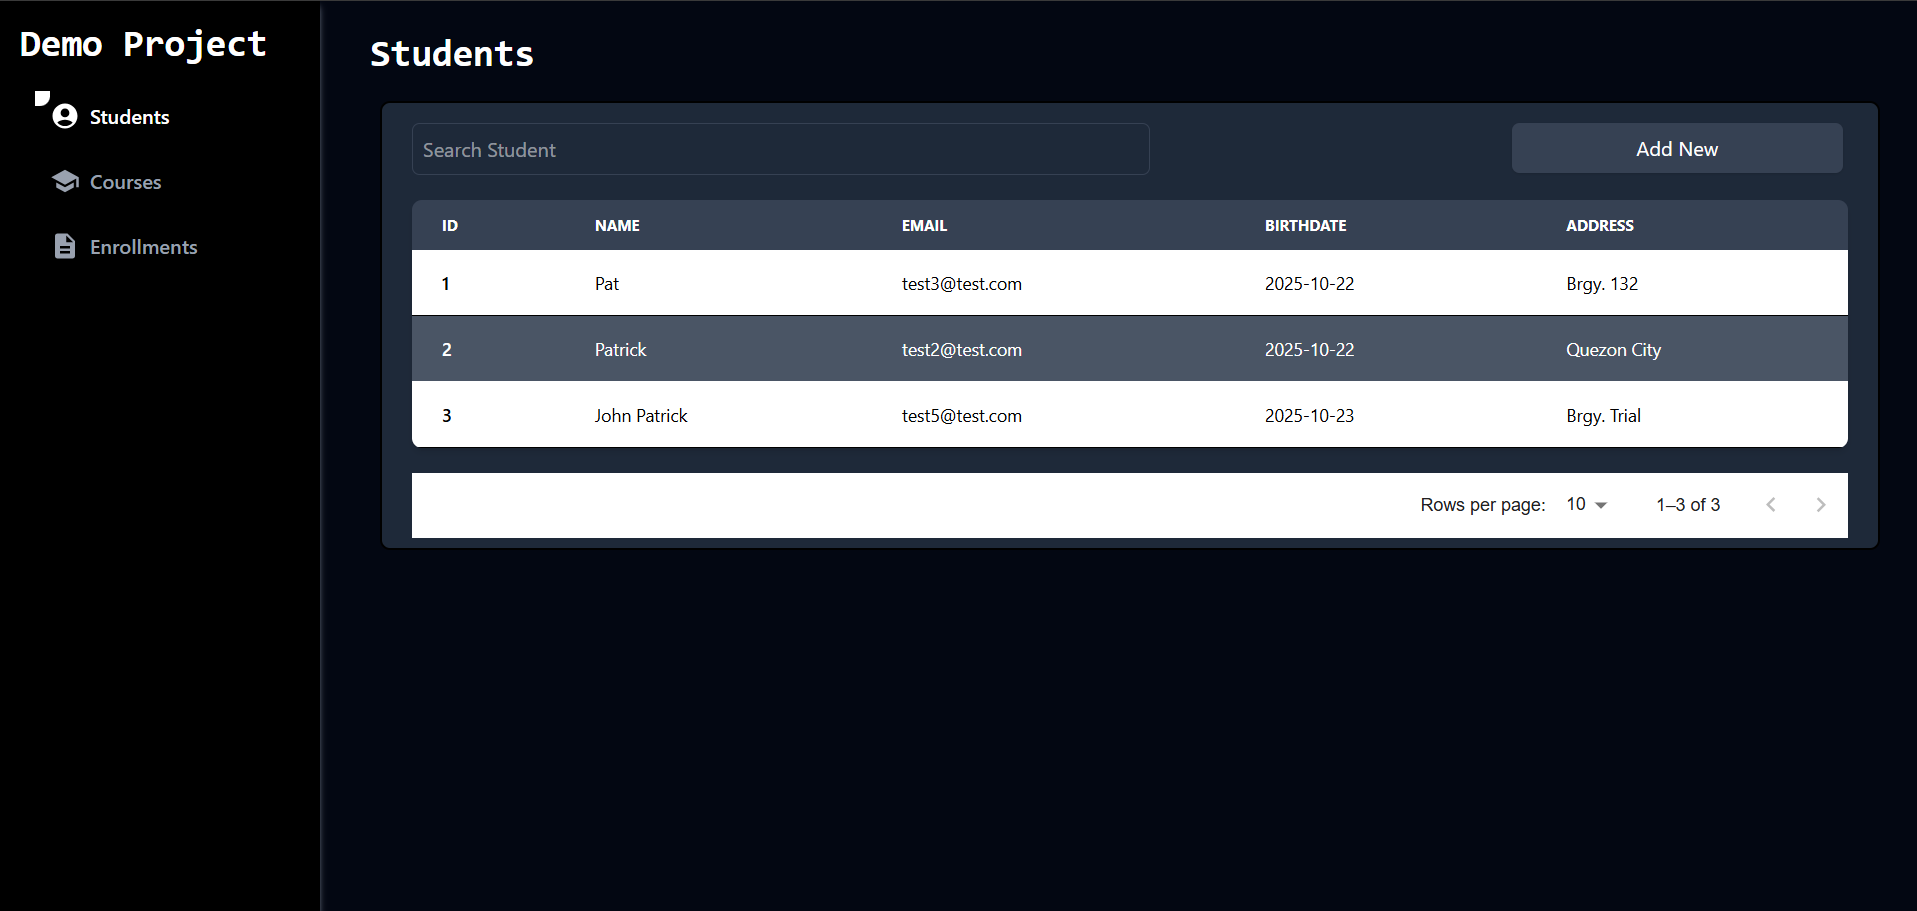 Demo Project
Students
Courses
Enrollments
Students
Search Student
Add New
ID NAME EMAIL BIRTHDATE ADDRESS
1 Pat test3@test.com 2025-10-22 Brgy. 132
2 Patrick test2@test.com 2025-10-22 Quezon City
3 John Patrick test5@test.com 2025-10-23 Brgy. Trial
Rows per page: 10 1–3 of 3